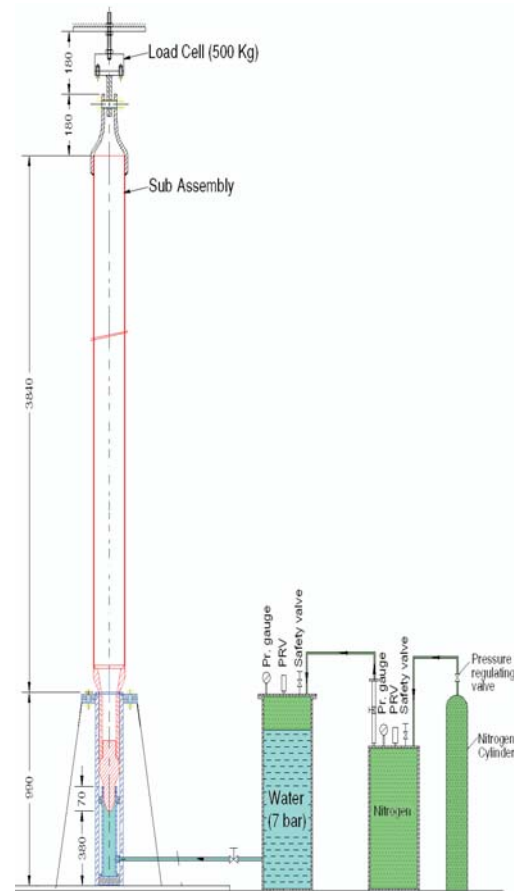 180
Load Cell (500 Kg)
180
Sub Assembly
3840
990
70
380
Pr. gauge
PRV
Safety valve
Water
(7 bar)
Pr. gauge
PRV
Safety valve
Nitrogen
Pressure
regulating
valve
Nitrogen
Cylinder